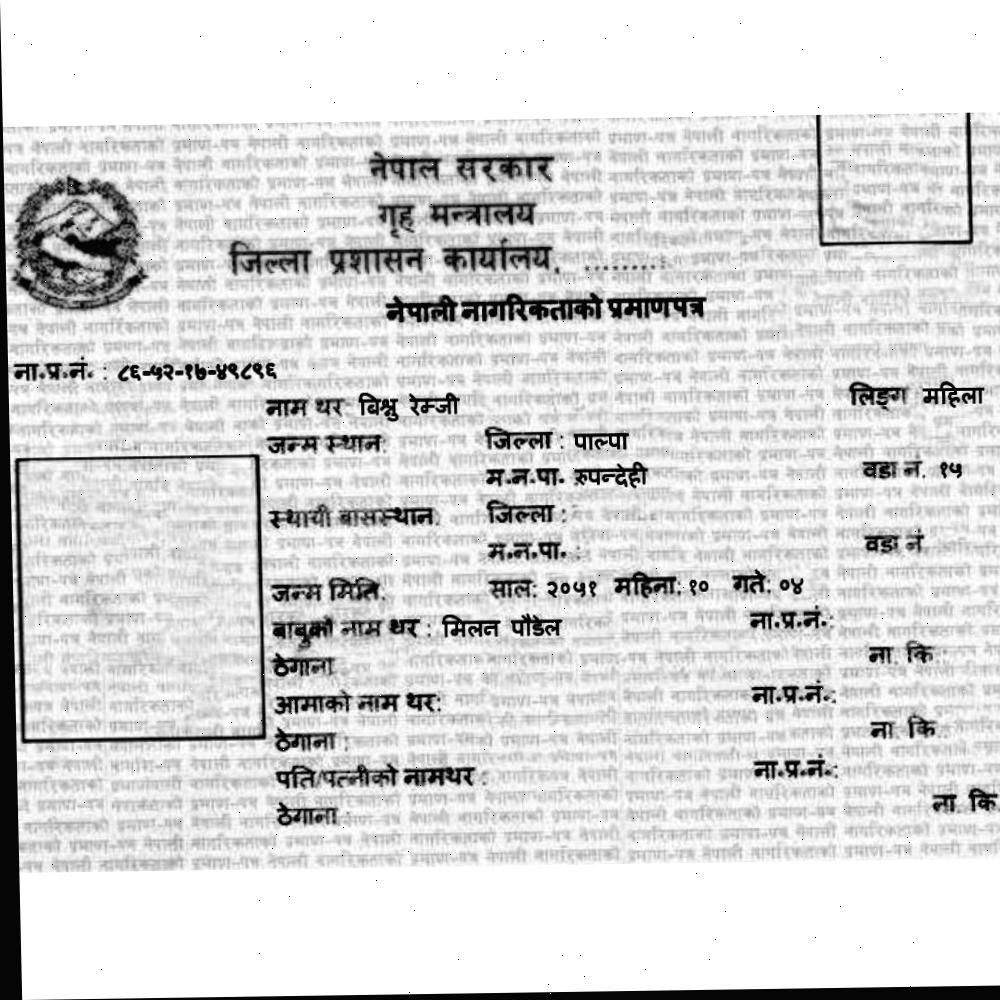 नेपाल सरकार
गृह मन्त्रालय
जिल्ला प्रशासन कार्यालय, .........
नेपाली नागरिकताको प्रमाणपत्र
ना.प्र.नं. : ८६-५२-१७-४९८९६
नाम थर: बिश्नु रेम्जी लिङ्ग महिला
जन्म स्थान: जिल्ला : पाल्पा
म.न.पा. रुपन्देही वडा नं. १५
स्थायी बासस्थान: जिल्ला :
म.न.पा. : वडा नं
जन्म मिति: साल: २०५१ महिना: १० गते: ०४
बाबुको नाम थर : मिलन पौडेल ना.प्र.नं.:
ठेगाना ना. कि.
आमाको नाम थर: ना.प्र.नं.:
ठेगाना : ना. कि.
पति/पत्नीको नामथर : ना.प्र.नं.:
ठेगाना ना. कि